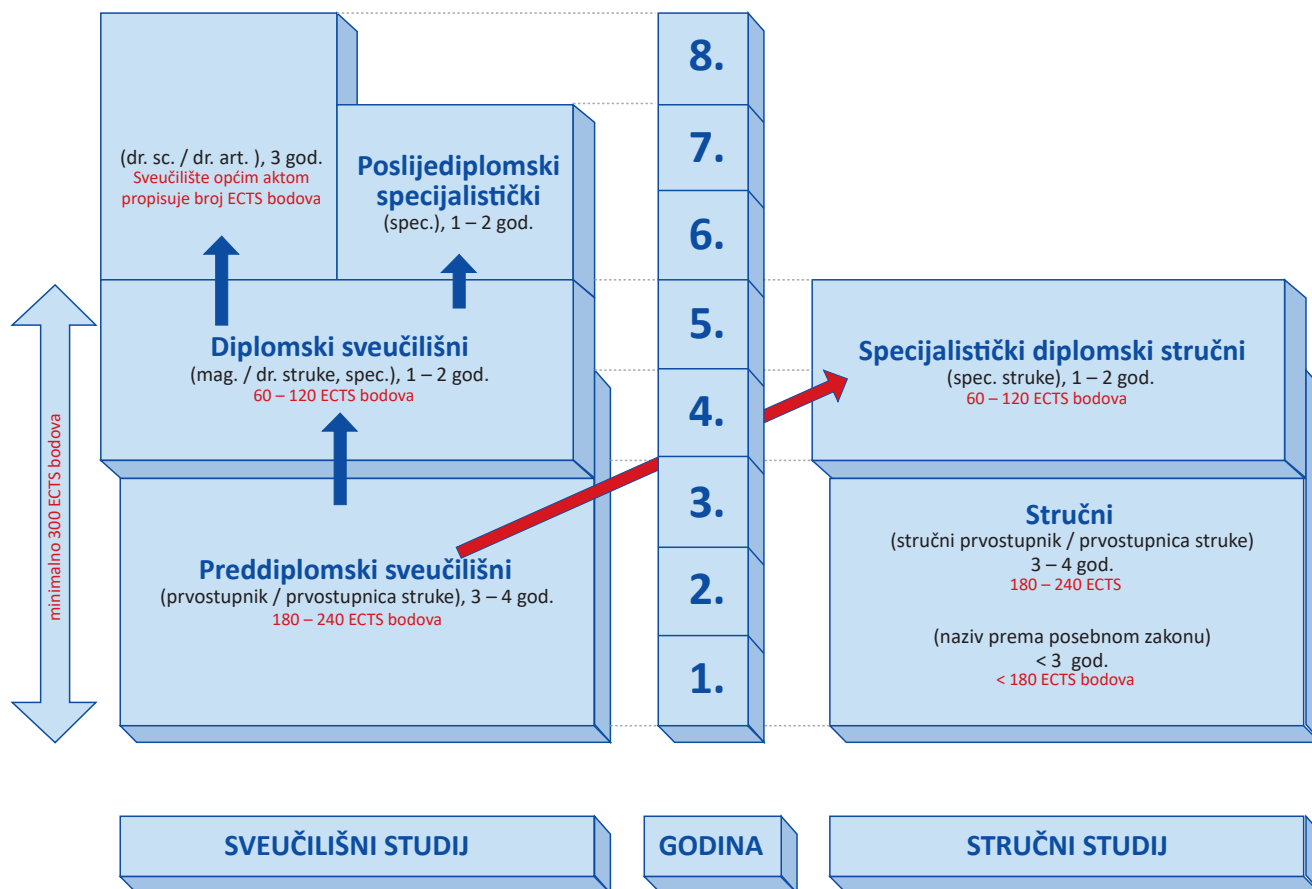 (dr. sc. / dr. art. ), 3 god.
Sveučilište općim aktom
propisuje broj ECTS bodova
Poslijediplomski
specijalistički
(spec.), 1 – 2 god.
Diplomski sveučilišni
(mag. / dr. struke, spec.), 1 – 2 god.
60 – 120 ECTS bodova
Preddiplomski sveučilišni
(prvostupnik / prvostupnica struke), 3 – 4 god.
180 – 240 ECTS bodova
minimalno 300 ECTS bodova
8.
7.
6.
5.
4.
3.
2.
1.
Specijalistički diplomski stručni
(spec. struke), 1 – 2 god.
60 – 120 ECTS bodova
Stručni
(stručni prvostupnik / prvostupnica struke)
3 – 4 god.
180 – 240 ECTS
(naziv prema posebnom zakonu)
< 3 god.
< 180 ECTS bodova
SVEUČILIŠNI STUDIJ
GODINA
STRUČNI STUDIJ